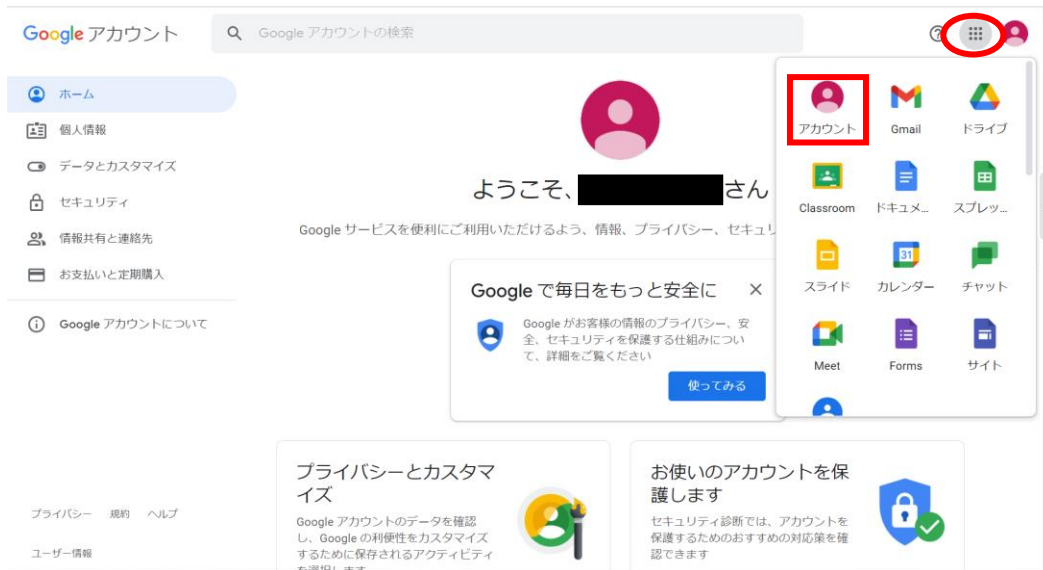 Google アカウント
Google アカウントの検索
ホーム
個人情報
データとカスタマイズ
セキュリティ
情報共有と連絡先
お支払いと定期購入
Google アカウントについて
プライバシー 規約 ヘルプ
ユーザー情報
ようこそ、 さん
Google サービスを便利にご利用いただけるよう、情報、プライバシー、セキュリ
Google で毎日をもっと安全に
Google がお客様の情報のプライバシー、安
全、セキュリティを保護する仕組みについ
て、詳細をご覧ください
使ってみる
プライバシーとカスタマ
イズ
Google アカウントのデータを確認
し、Google の利便性をカスタマイズ
するために保存されるアクティビティ
を選択します
お使いのアカウントを保
護します
セキュリティ診断では、アカウントを
保護するためのおすすめの対応策を確
認できます
アカウント Gmail ドライブ
Classroom ドキュメ... スプレッ...
スライド 31 カレンダー チャット
Meet Forms サイト